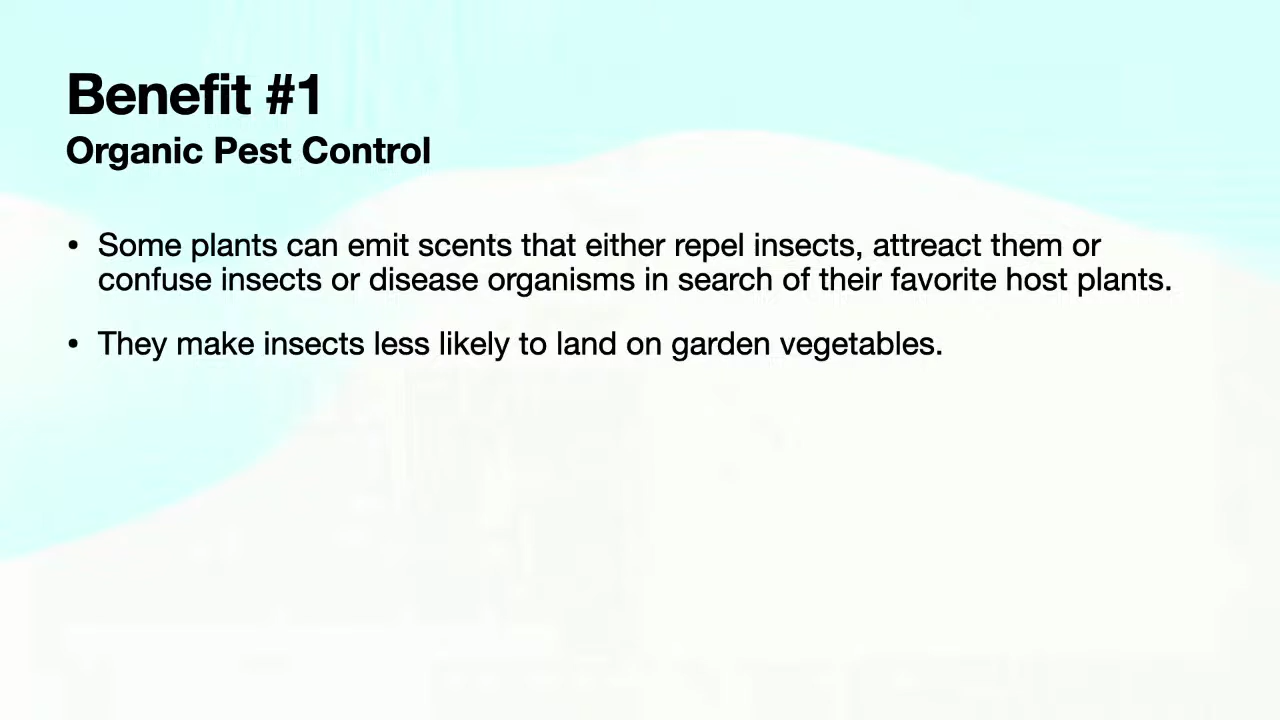 Benefit #1
Organic Pest Control
• Some plants can emit scents that either repel insects, attreact them or
confuse insects or disease organisms in search of their favorite host plants.
• They make insects less likely to land on garden vegetables.